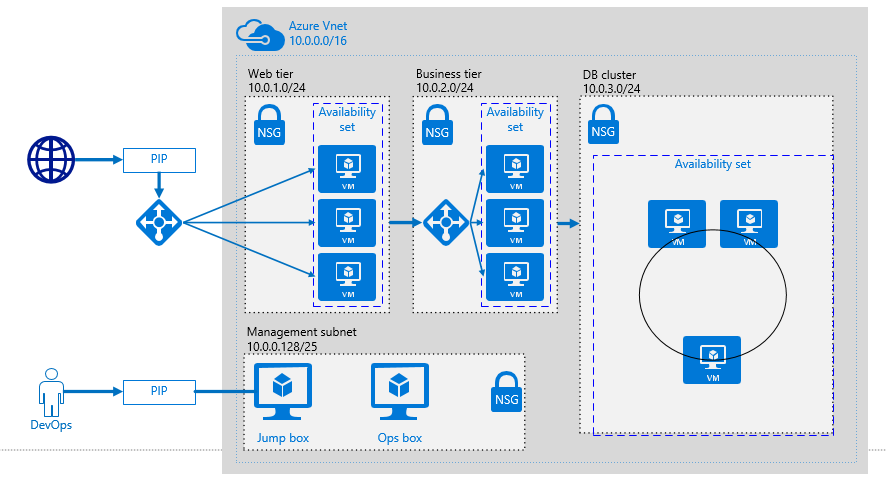 Azure Vnet
10.0.0.0/16
Web tier
10.0.1.0/24
Business tier
10.0.2.0/24
DB cluster
10.0.3.0/24
NSG
Availability
set
NSG
Availability
set
NSG
Availability set
PIP
VM
VM
VM
VM
VM
VM
VM
VM
VM
Management subnet
10.0.0.128/25
PIP
NSG
DevOps
Jump box
Ops box